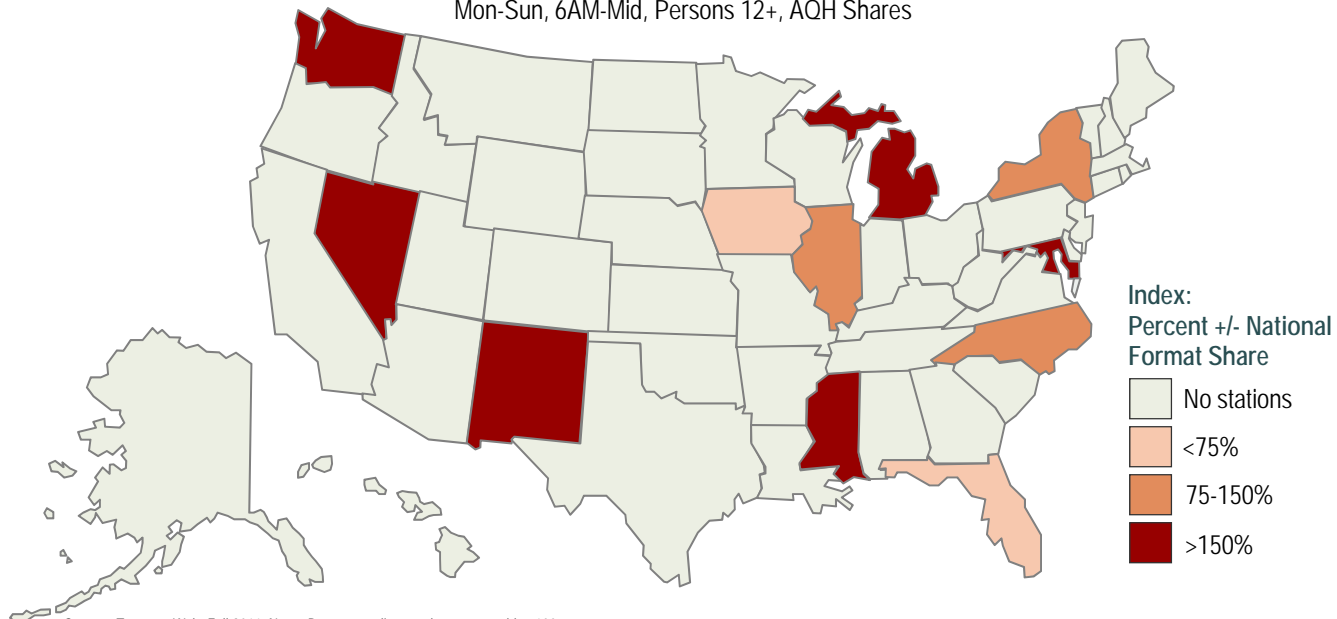 Mon-Sun, 6AM-Mid, Persons 12+, AQH Shares
Index:
Percent +/- National
Format Share
No stations
<75%
75-150%
>150%